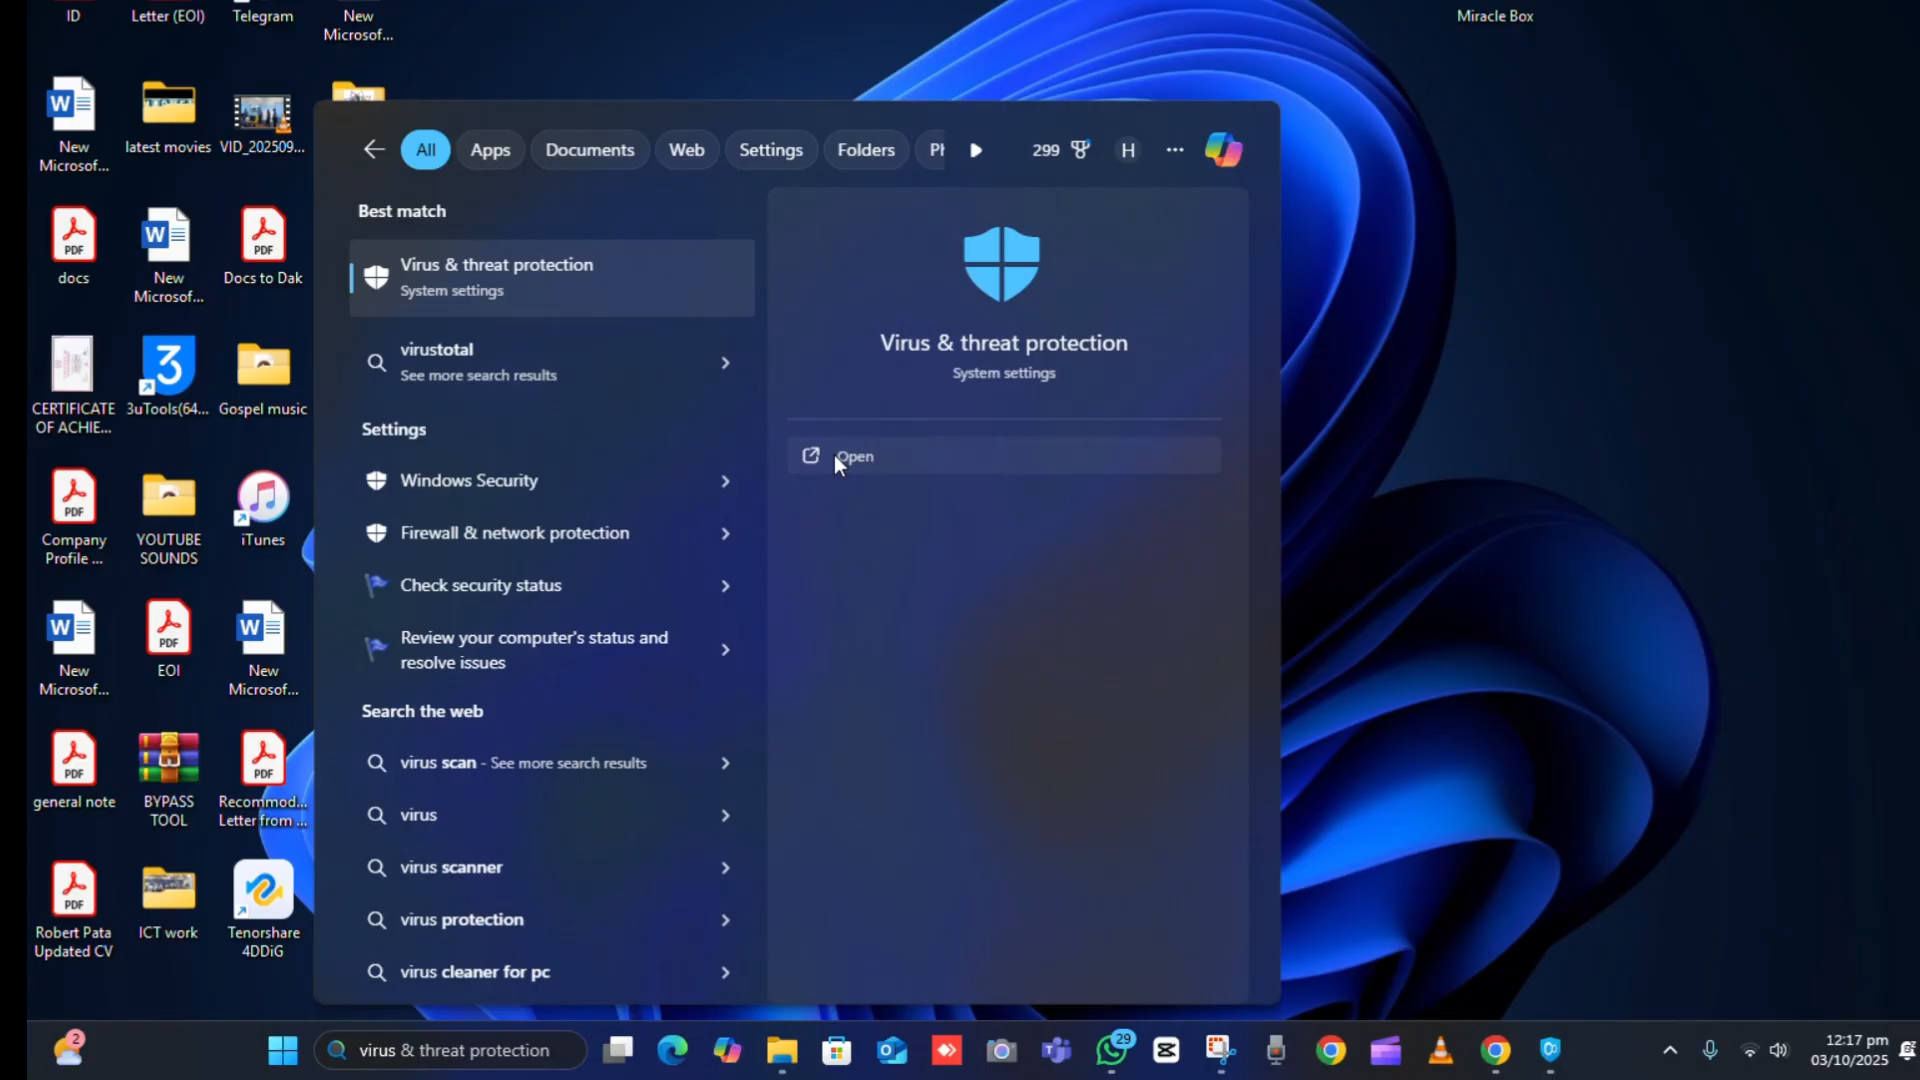 ID
Letter (EOI)
Telegram
New
Microsof...
Miracle Box
New
Microsof...
latest movies
VID_202509...
docs
New
Microsof...
Docs to Dak
CERTIFICATE
OF ACHIE...
3uTools(64...
Gospel music
Company
Profile ...
YOUTUBE
SOUNDS
iTunes
New
Microsof...
EOI
New
Microsof...
general note
BYPASS
TOOL
Recommod...
Letter from ...
Robert Pata
Updated CV
ICT work
Tenorshare
4DDiG
All
Apps
Documents
Web
Settings
Folders
Ph
299
H
Best match
Virus & threat protection
System settings
virustotal
See more search results
Settings
Windows Security
Firewall & network protection
Check security status
Review your computer's status and
resolve issues
Search the web
virus scan - See more search results
virus
virus scanner
virus protection
virus cleaner for pc
Virus & threat protection
System settings
Open
2
virus & threat protection
29
12:17 pm
03/10/2025